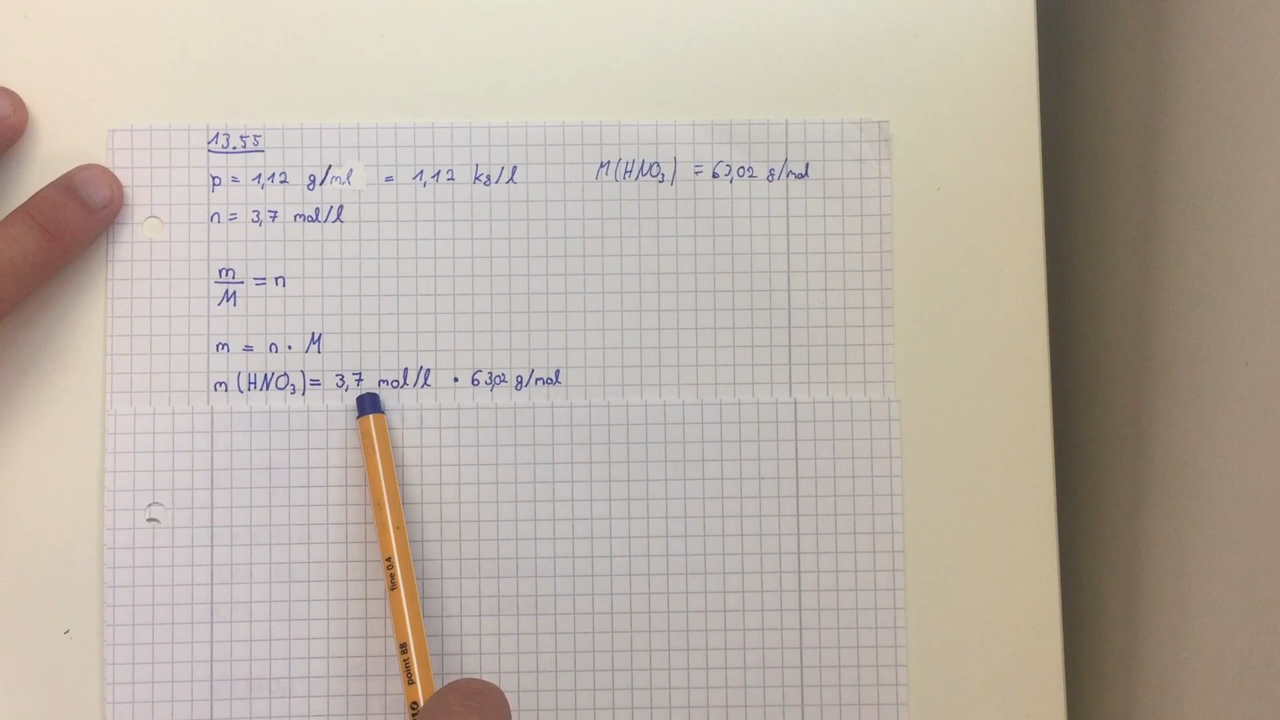 13.55
ρ = 1,12 g/ml = 1,12 kg/l M(HNO₃) = 63,02 g/mol
n = 3,7 mol/l
m/M = n
m = n · M
m (HNO₃) = 3,7 mol/l · 63,02 g/mol
point 88 fine 0.4